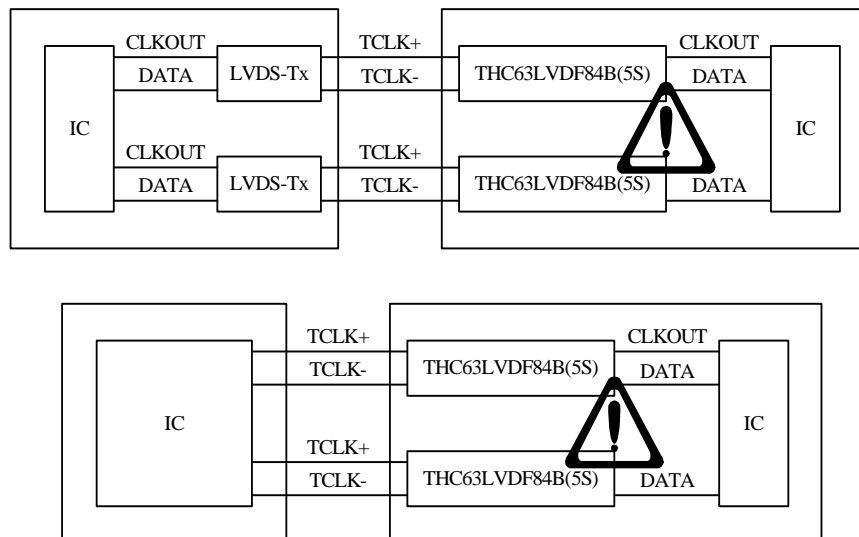 CLKOUT TCLK+ CLKOUT
DATA LVDS-Tx TCLK- THC63LVDF84B(5S) DATA
IC IC
CLKOUT TCLK+
DATA LVDS-Tx TCLK- THC63LVDF84B(5S) DATA
TCLK+ CLKOUT
TCLK- THC63LVDF84B(5S) DATA
IC IC
TCLK+
TCLK- THC63LVDF84B(5S) DATA